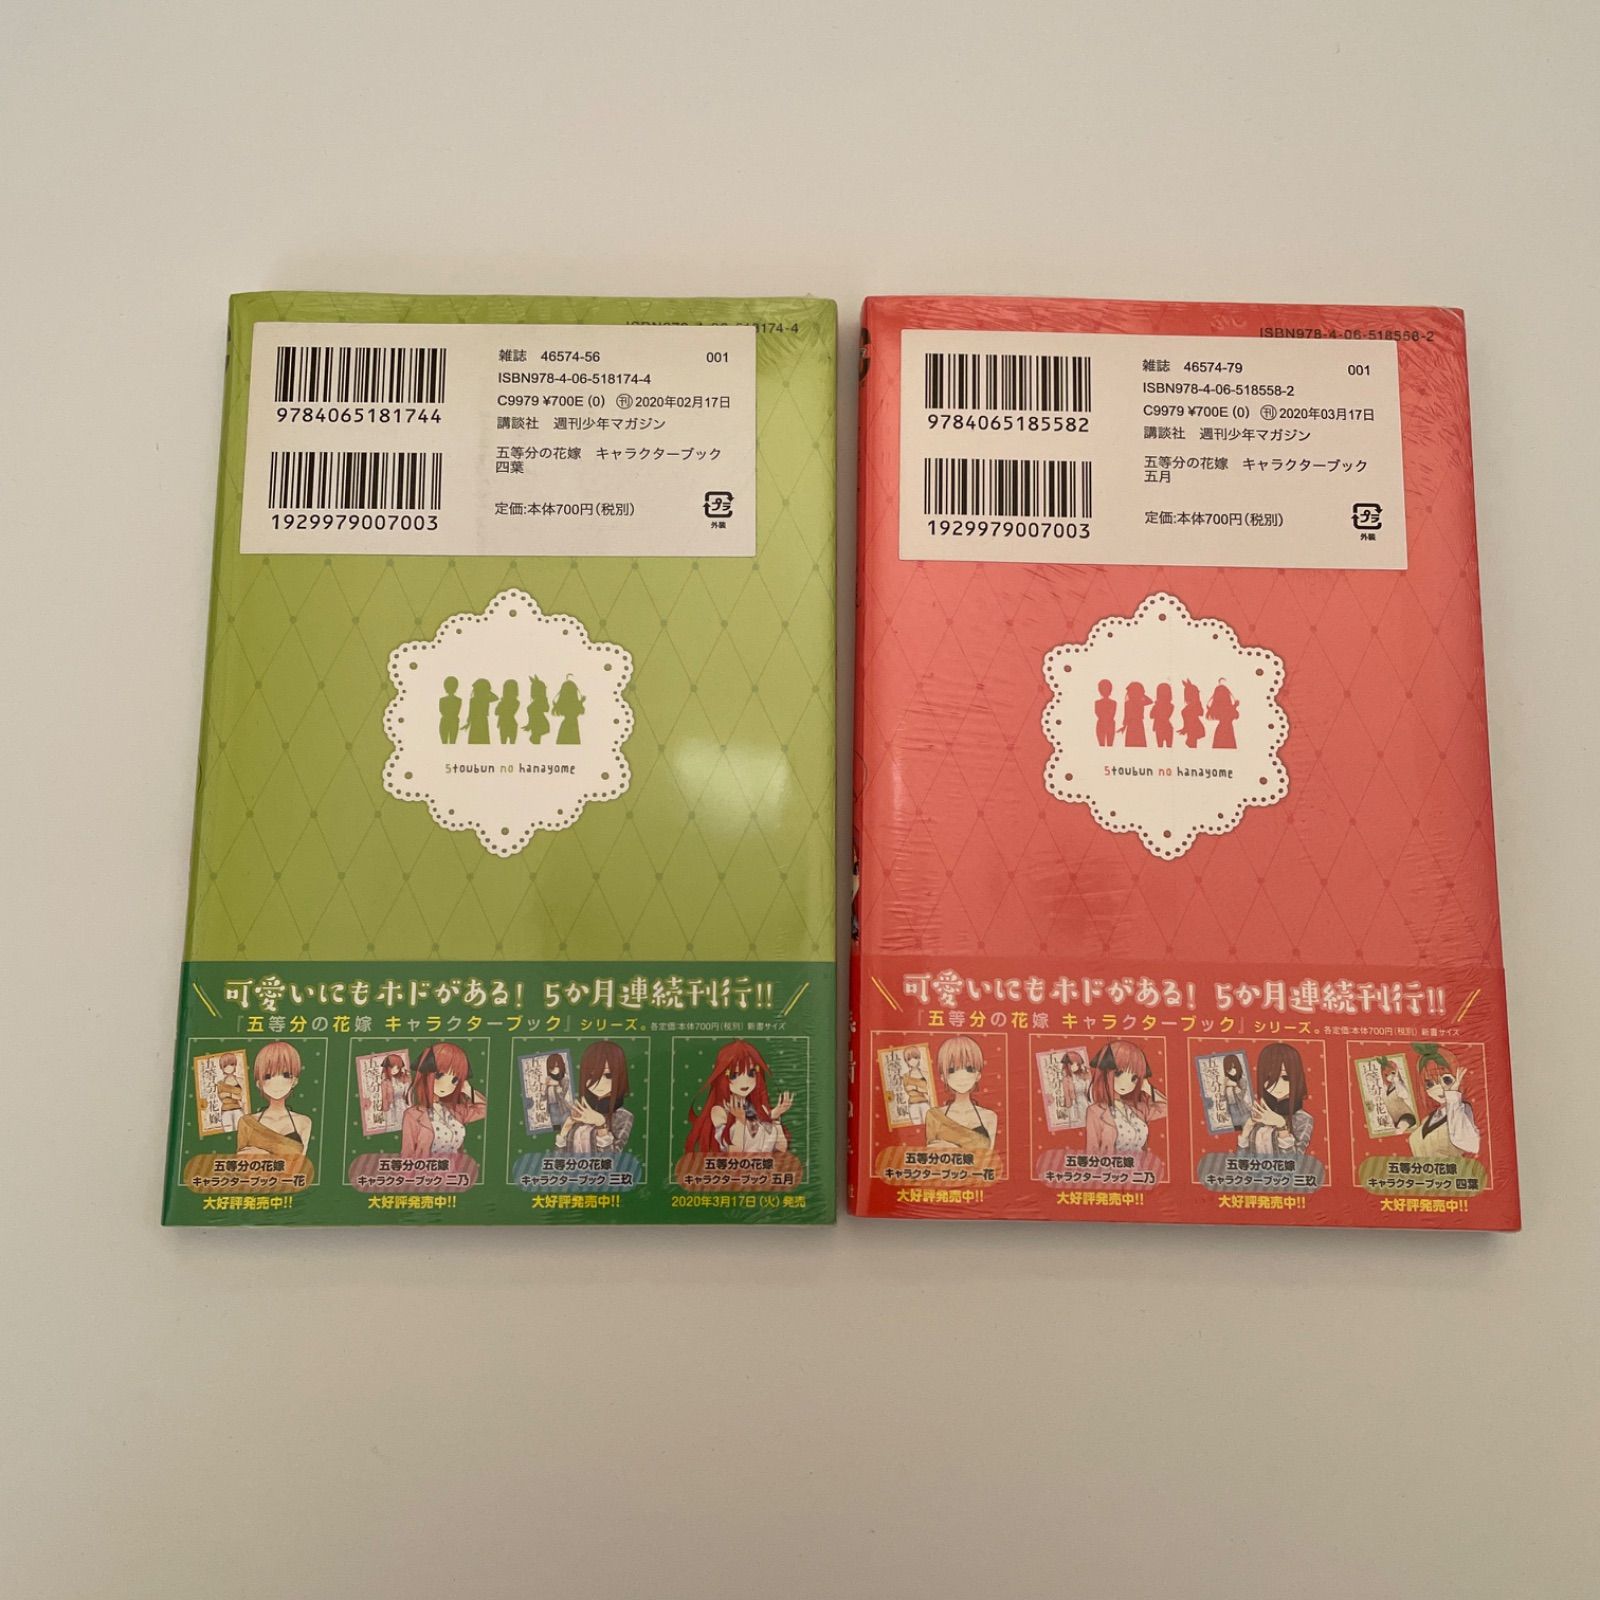 ISBN978-4-06-518174-4
雑誌 46574-56 001
ISBN978-4-06-518174-4
C9979 ¥700E (0) ㊖ 2020年02月17日
講談社 週刊少年マガジン
五等分の花嫁 キャラクターブック
四葉
定価:本体700円(税別)
プラ
外装
9784065181744
1929979007003
5toubun no hanayome
可愛いにもホドがある! 5か月連続刊行!!
『五等分の花嫁 キャラクターブック』シリーズ。各定価:本体700円(税別) 新書サイズ
五等分の花嫁
キャラクターブック 一花
大好評発売中!!
五等分の花嫁
キャラクターブック 二乃
大好評発売中!!
五等分の花嫁
キャラクターブック 三玖
大好評発売中!!
五等分の花嫁
キャラクターブック 五月
2020年3月17日(火)発売
ISBN978-4-06-518558-2
雑誌 46574-79 001
ISBN978-4-06-518558-2
C9979 ¥700E (0) ㊖ 2020年03月17日
講談社 週刊少年マガジン
五等分の花嫁 キャラクターブック
五月
定価:本体700円(税別)
プラ
外装
9784065185582
1929979007003
5toubun no hanayome
可愛いにもホドがある! 5か月連続刊行!!
『五等分の花嫁 キャラクターブック』シリーズ。各定価:本体700円(税別) 新書サイズ
五等分の花嫁
キャラクターブック 一花
大好評発売中!!
五等分の花嫁
キャラクターブック 二乃
大好評発売中!!
五等分の花嫁
キャラクターブック 三玖
大好評発売中!!
五等分の花嫁
キャラクターブック 四葉
大好評発売中!!